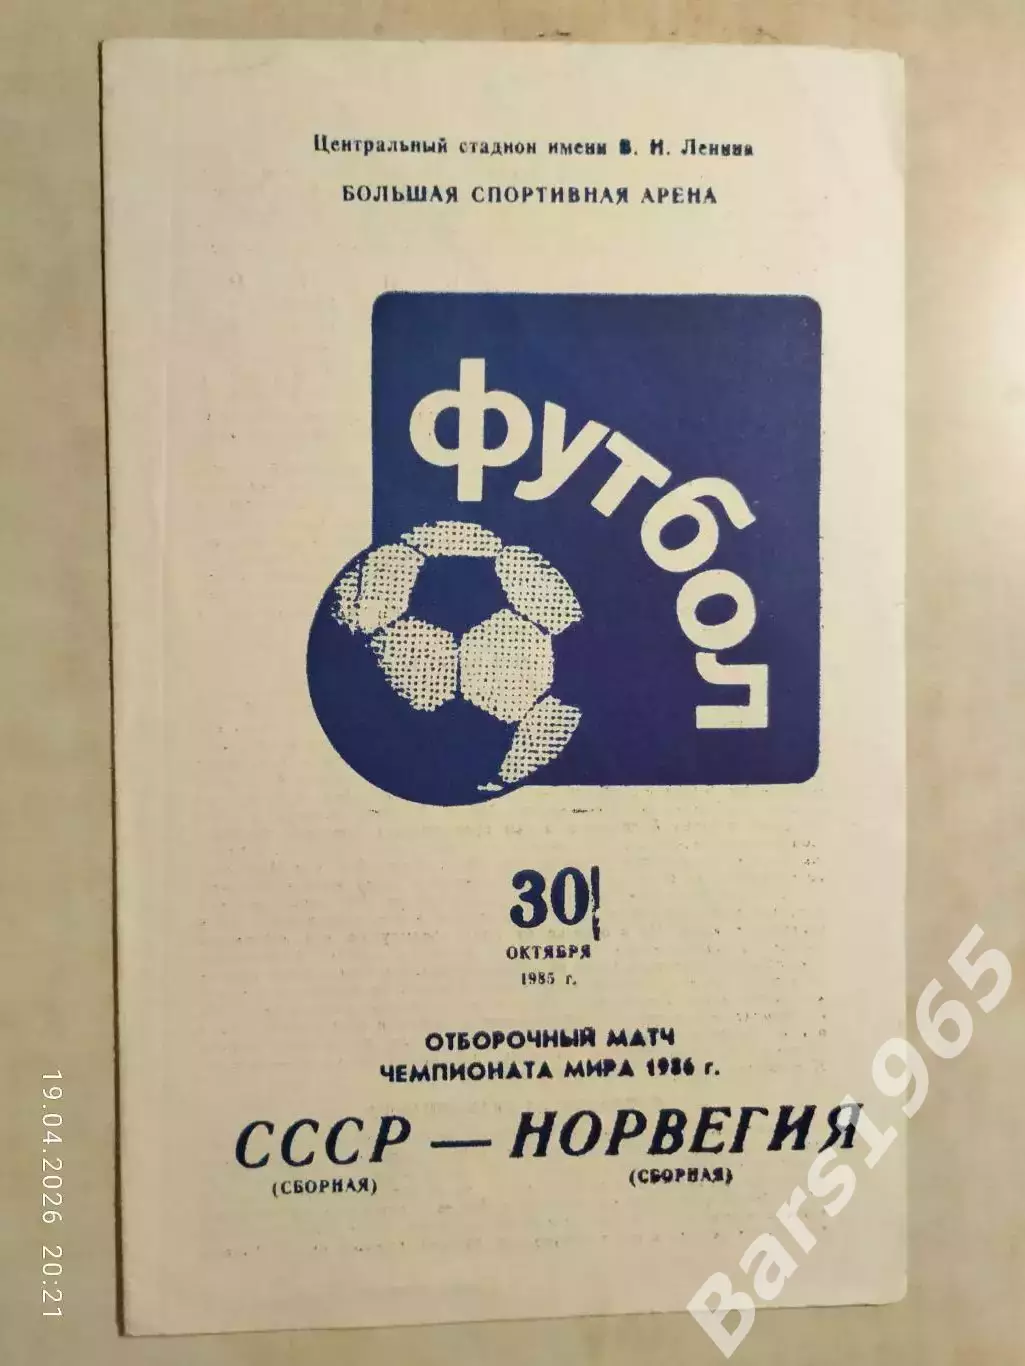 Центральный стадион имени В. И. Ленина
БОЛЬШАЯ СПОРТИВНАЯ АРЕНА
футбол
30
ОКТЯБРЯ
1985 г.
ОТБОРОЧНЫЙ МАТЧ
ЧЕМПИОНАТА МИРА 1986 г.
СССР — НОРВЕГИЯ
(СБОРНАЯ) (СБОРНАЯ)
19.04.2026 20:21
Bars1965